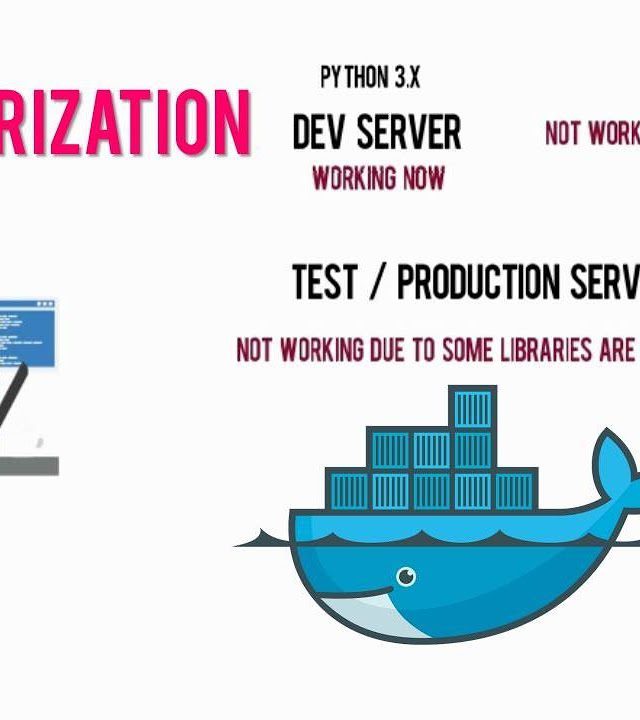 RIZATION
PYTHON 3.X
DEV SERVER
WORKING NOW
NOT WORK
TEST / PRODUCTION SERV
NOT WORKING DUE TO SOME LIBRARIES ARE